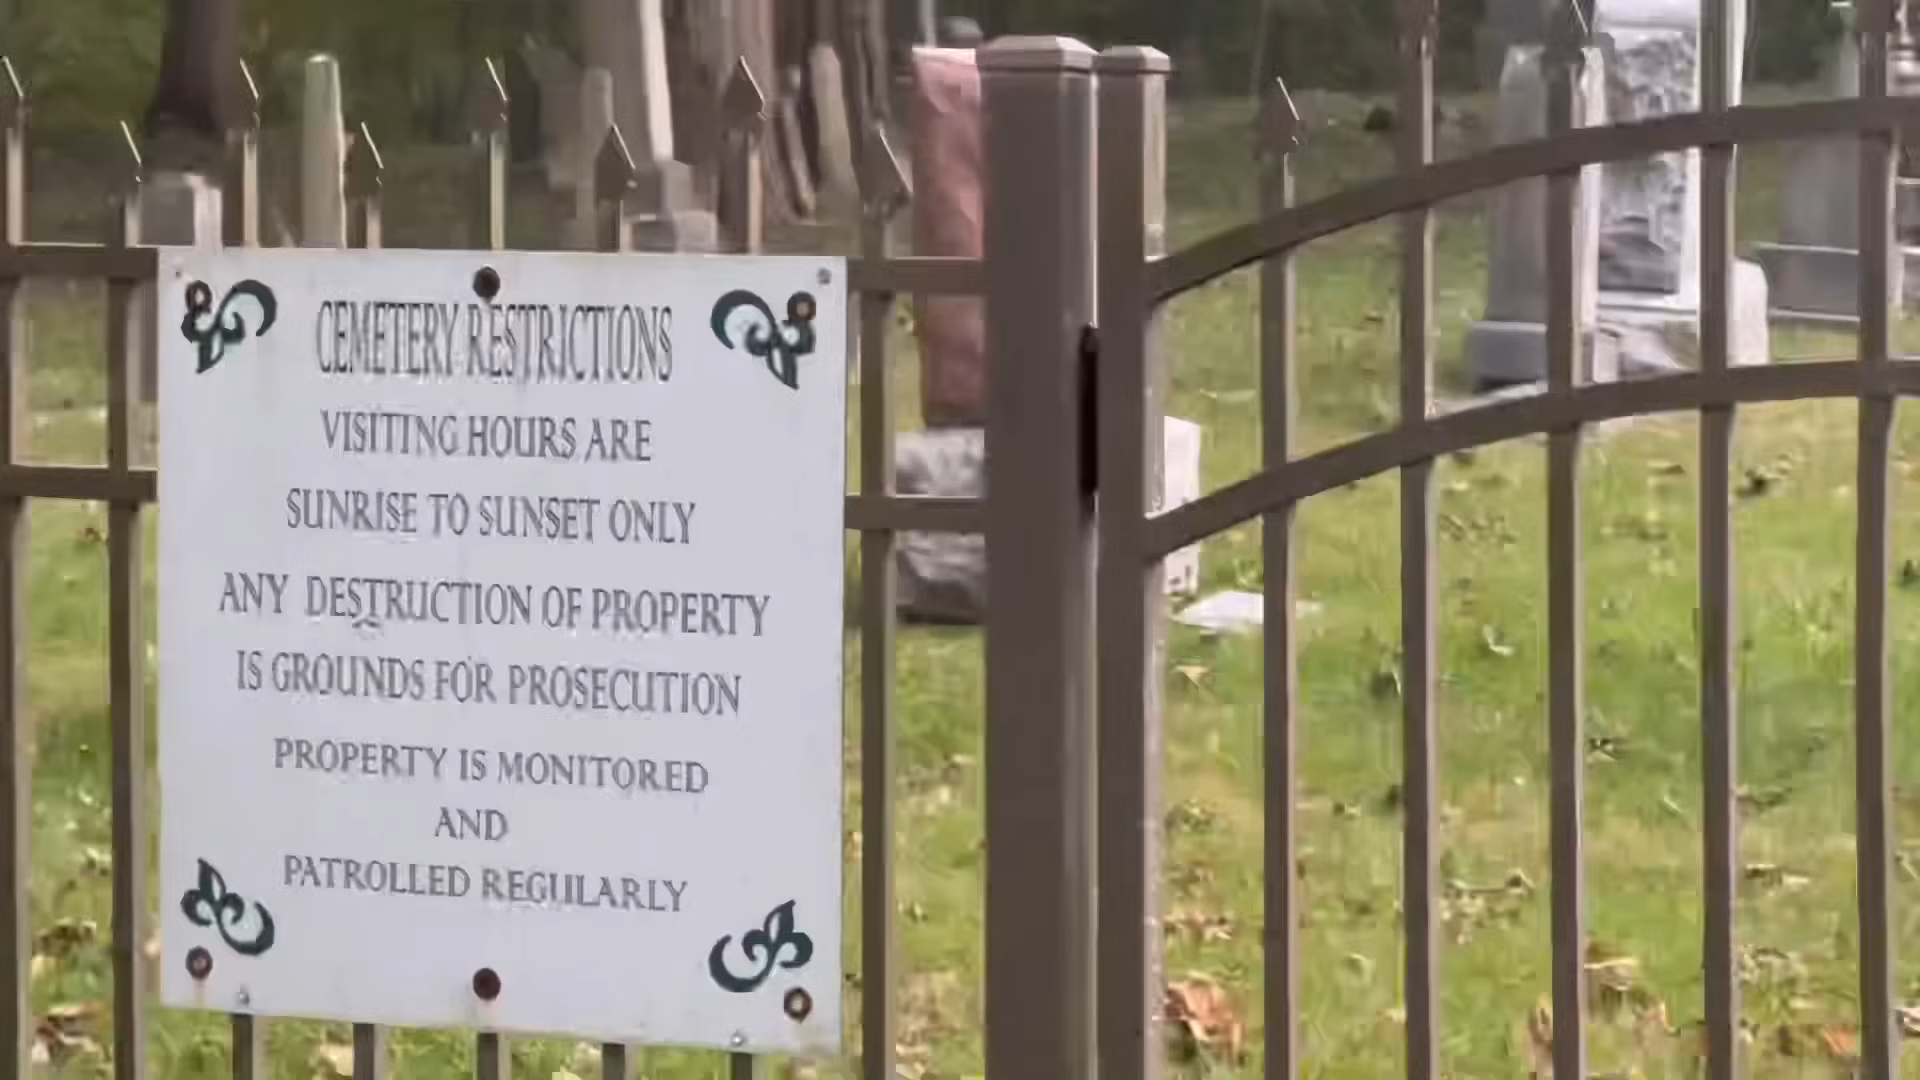 CEMETERY RESTRICTIONS
VISITING HOURS ARE
SUNRISE TO SUNSET ONLY
ANY DESTRUCTION OF PROPERTY
IS GROUNDS FOR PROSECUTION
PROPERTY IS MONITORED
AND
PATROLLED REGULARLY